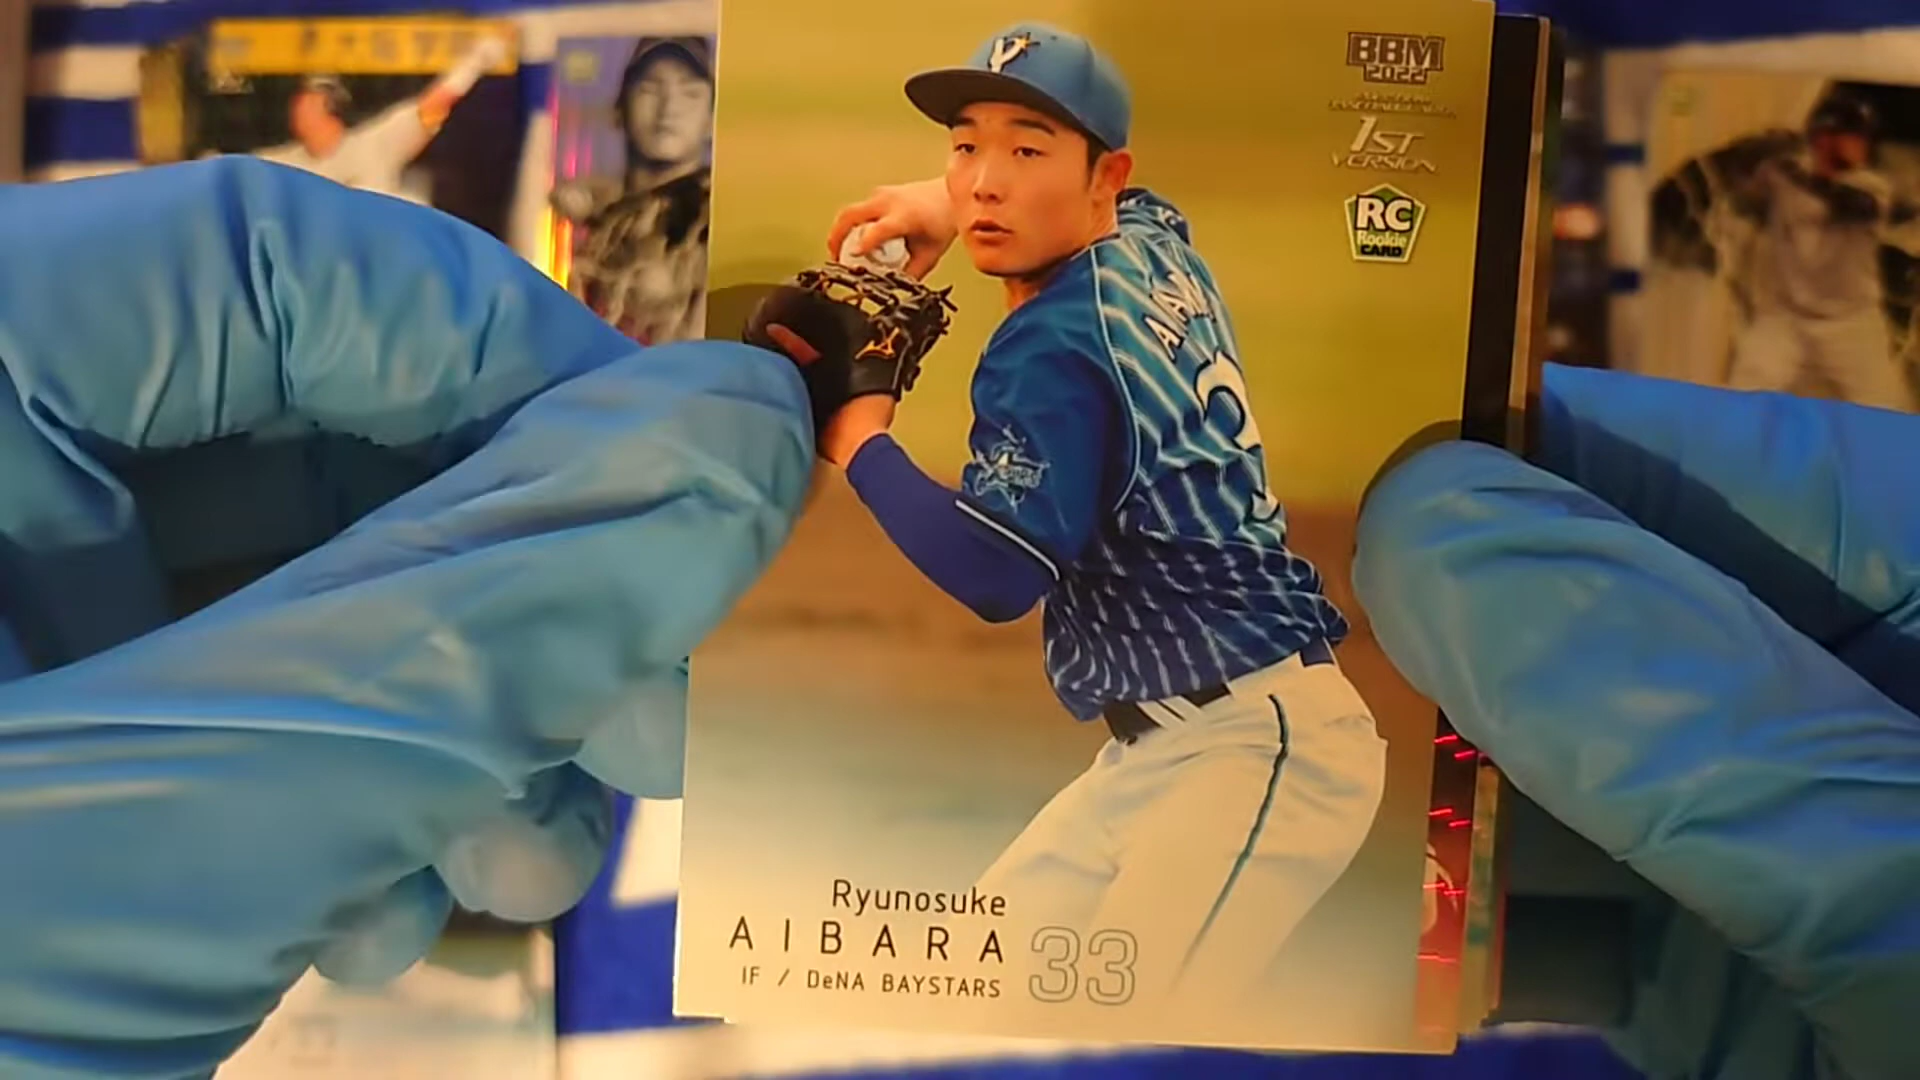 BBM
2022
1ST
VERSION
RC
Rookie
CARD
Ryunosuke
AIBARA
IF / DeNA BAYSTARS
33